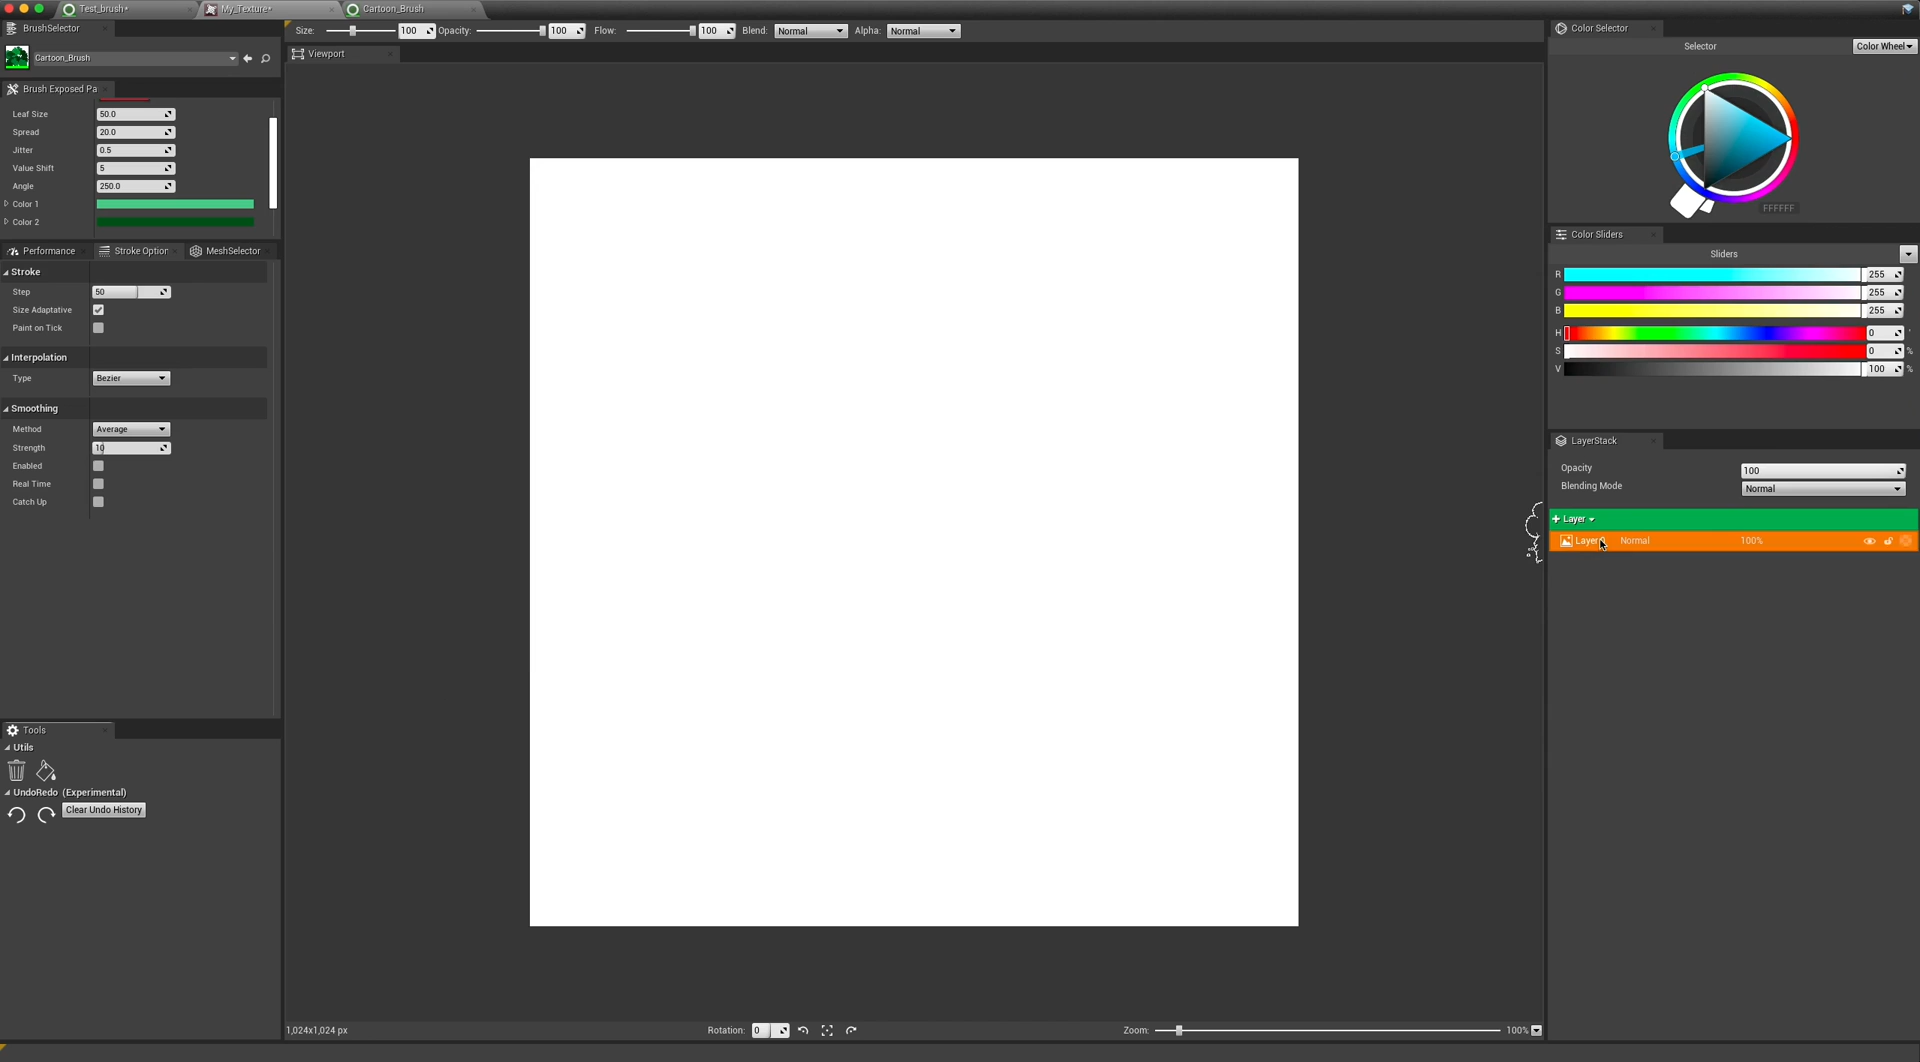 Test_brush*
My_Texture*
Cartoon_Brush
BrushSelector
Cartoon_Brush
Brush Exposed Pa
Leaf Size 50.0
Spread 20.0
Jitter 0.5
Value Shift 5
Angle 250.0
Color 1
Color 2
Performance
Stroke Option
MeshSelector
Stroke
Step 50
Size Adaptative
Paint on Tick
Interpolation
Type Bezier
Smoothing
Method Average
Strength 10
Enabled
Real Time
Catch Up
Tools
Utils
UndoRedo (Experimental)
Clear Undo History
Size: 100 Opacity: 100 Flow: 100 Blend: Normal Alpha: Normal
Viewport
1,024x1,024 px
Rotation: 0
Zoom: 100%
Color Selector
Selector
Color Wheel
FFFFFF
Color Sliders
Sliders
R 255
G 255
B 255
H 0 °
S 0 %
V 100 %
LayerStack
Opacity 100
Blending Mode Normal
+ Layer
Layer Normal 100%